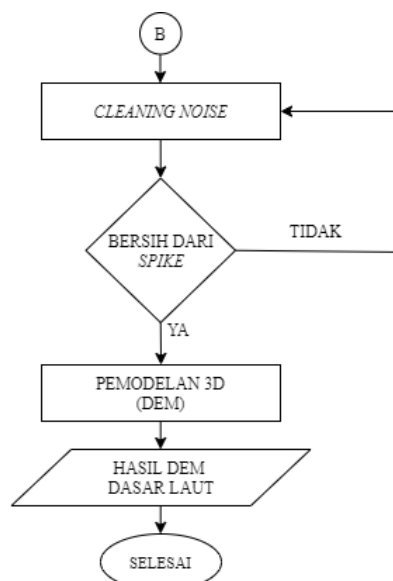 B
CLEANING NOISE
BERSIH DARI
SPIKE
TIDAK
YA
PEMODELAN 3D
(DEM)
HASIL DEM
DASAR LAUT
SELESAI